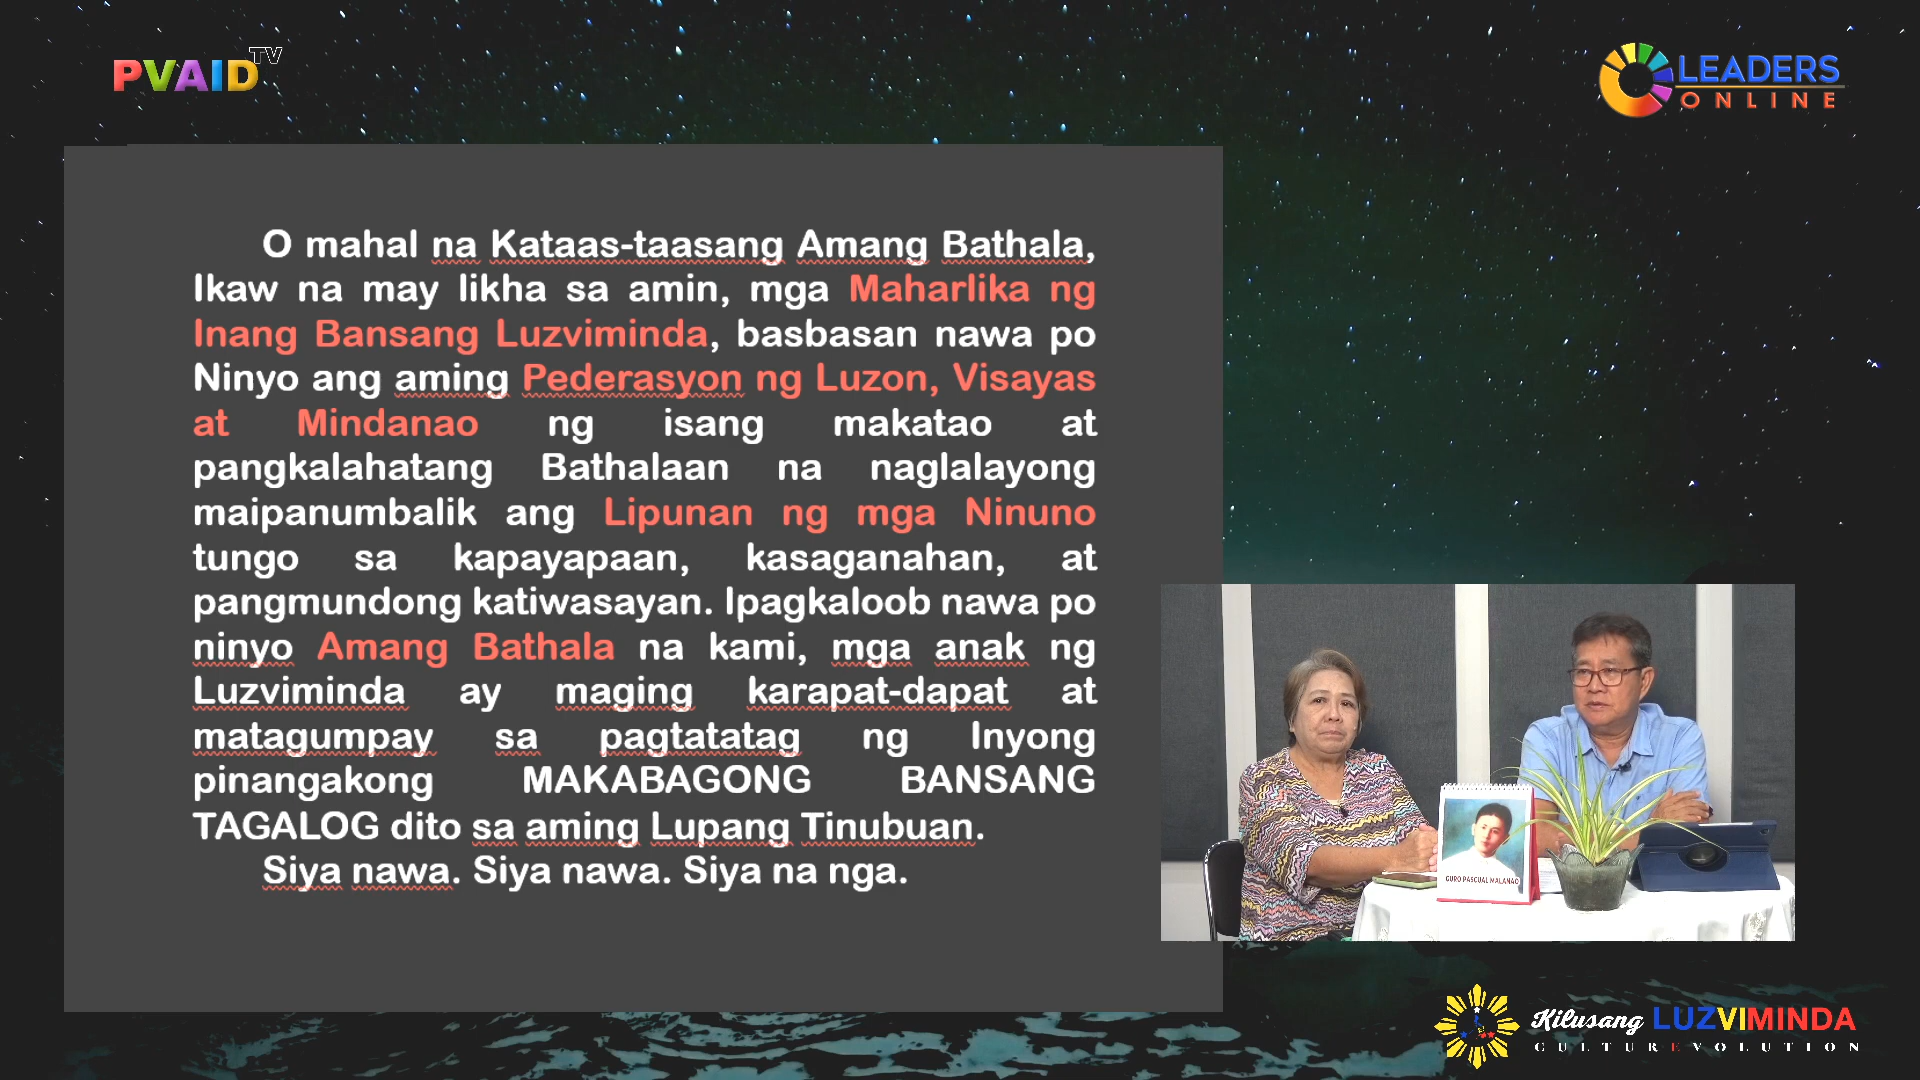 PVAID TV
LEADERS
ONLINE
O mahal na Kataas-taasang Amang Bathala,
Ikaw na may likha sa amin, mga Maharlika ng
Inang Bansang Luzviminda, basbasan nawa po
Ninyo ang aming Pederasyon ng Luzon, Visayas
at Mindanao ng isang makatao at
pangkalahatang Bathalaan na naglalayong
maipanumbalik ang Lipunan ng mga Ninuno
tungo sa kapayapaan, kasaganahan, at
pangmundong katiwasayan. Ipagkaloob nawa po
ninyo Amang Bathala na kami, mga anak ng
Luzviminda ay maging karapat-dapat at
matagumpay sa pagtatatag ng Inyong
pinangakong MAKABAGONG BANSANG
TAGALOG dito sa aming Lupang Tinubuan.
Siya nawa. Siya nawa. Siya na nga.
GURO PASCUAL MALANAO
Kilusang LUZVIMINDA
CULTUREVOLUTION